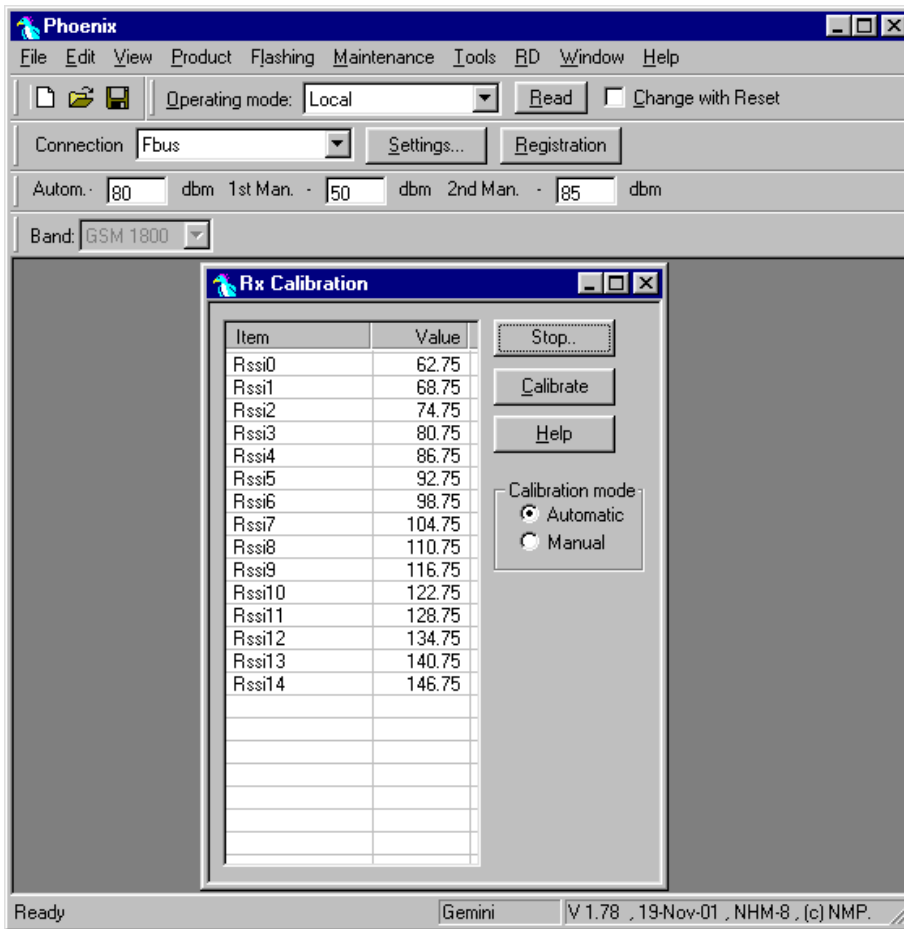 Phoenix
File Edit View Product Flashing Maintenance Tools RD Window Help
Operating mode: Local Read Change with Reset
Connection Fbus Settings... Registration
Autom.- 80 dbm 1st Man. - 50 dbm 2nd Man. - 85 dbm
Band: GSM 1800
Rx Calibration
Item Value
Rssi0 62.75
Rssi1 68.75
Rssi2 74.75
Rssi3 80.75
Rssi4 86.75
Rssi5 92.75
Rssi6 98.75
Rssi7 104.75
Rssi8 110.75
Rssi9 116.75
Rssi10 122.75
Rssi11 128.75
Rssi12 134.75
Rssi13 140.75
Rssi14 146.75
Stop..
Calibrate
Help
Calibration mode
Automatic
Manual
Ready Gemini V 1.78 , 19-Nov-01 , NHM-8 , (c) NMP.